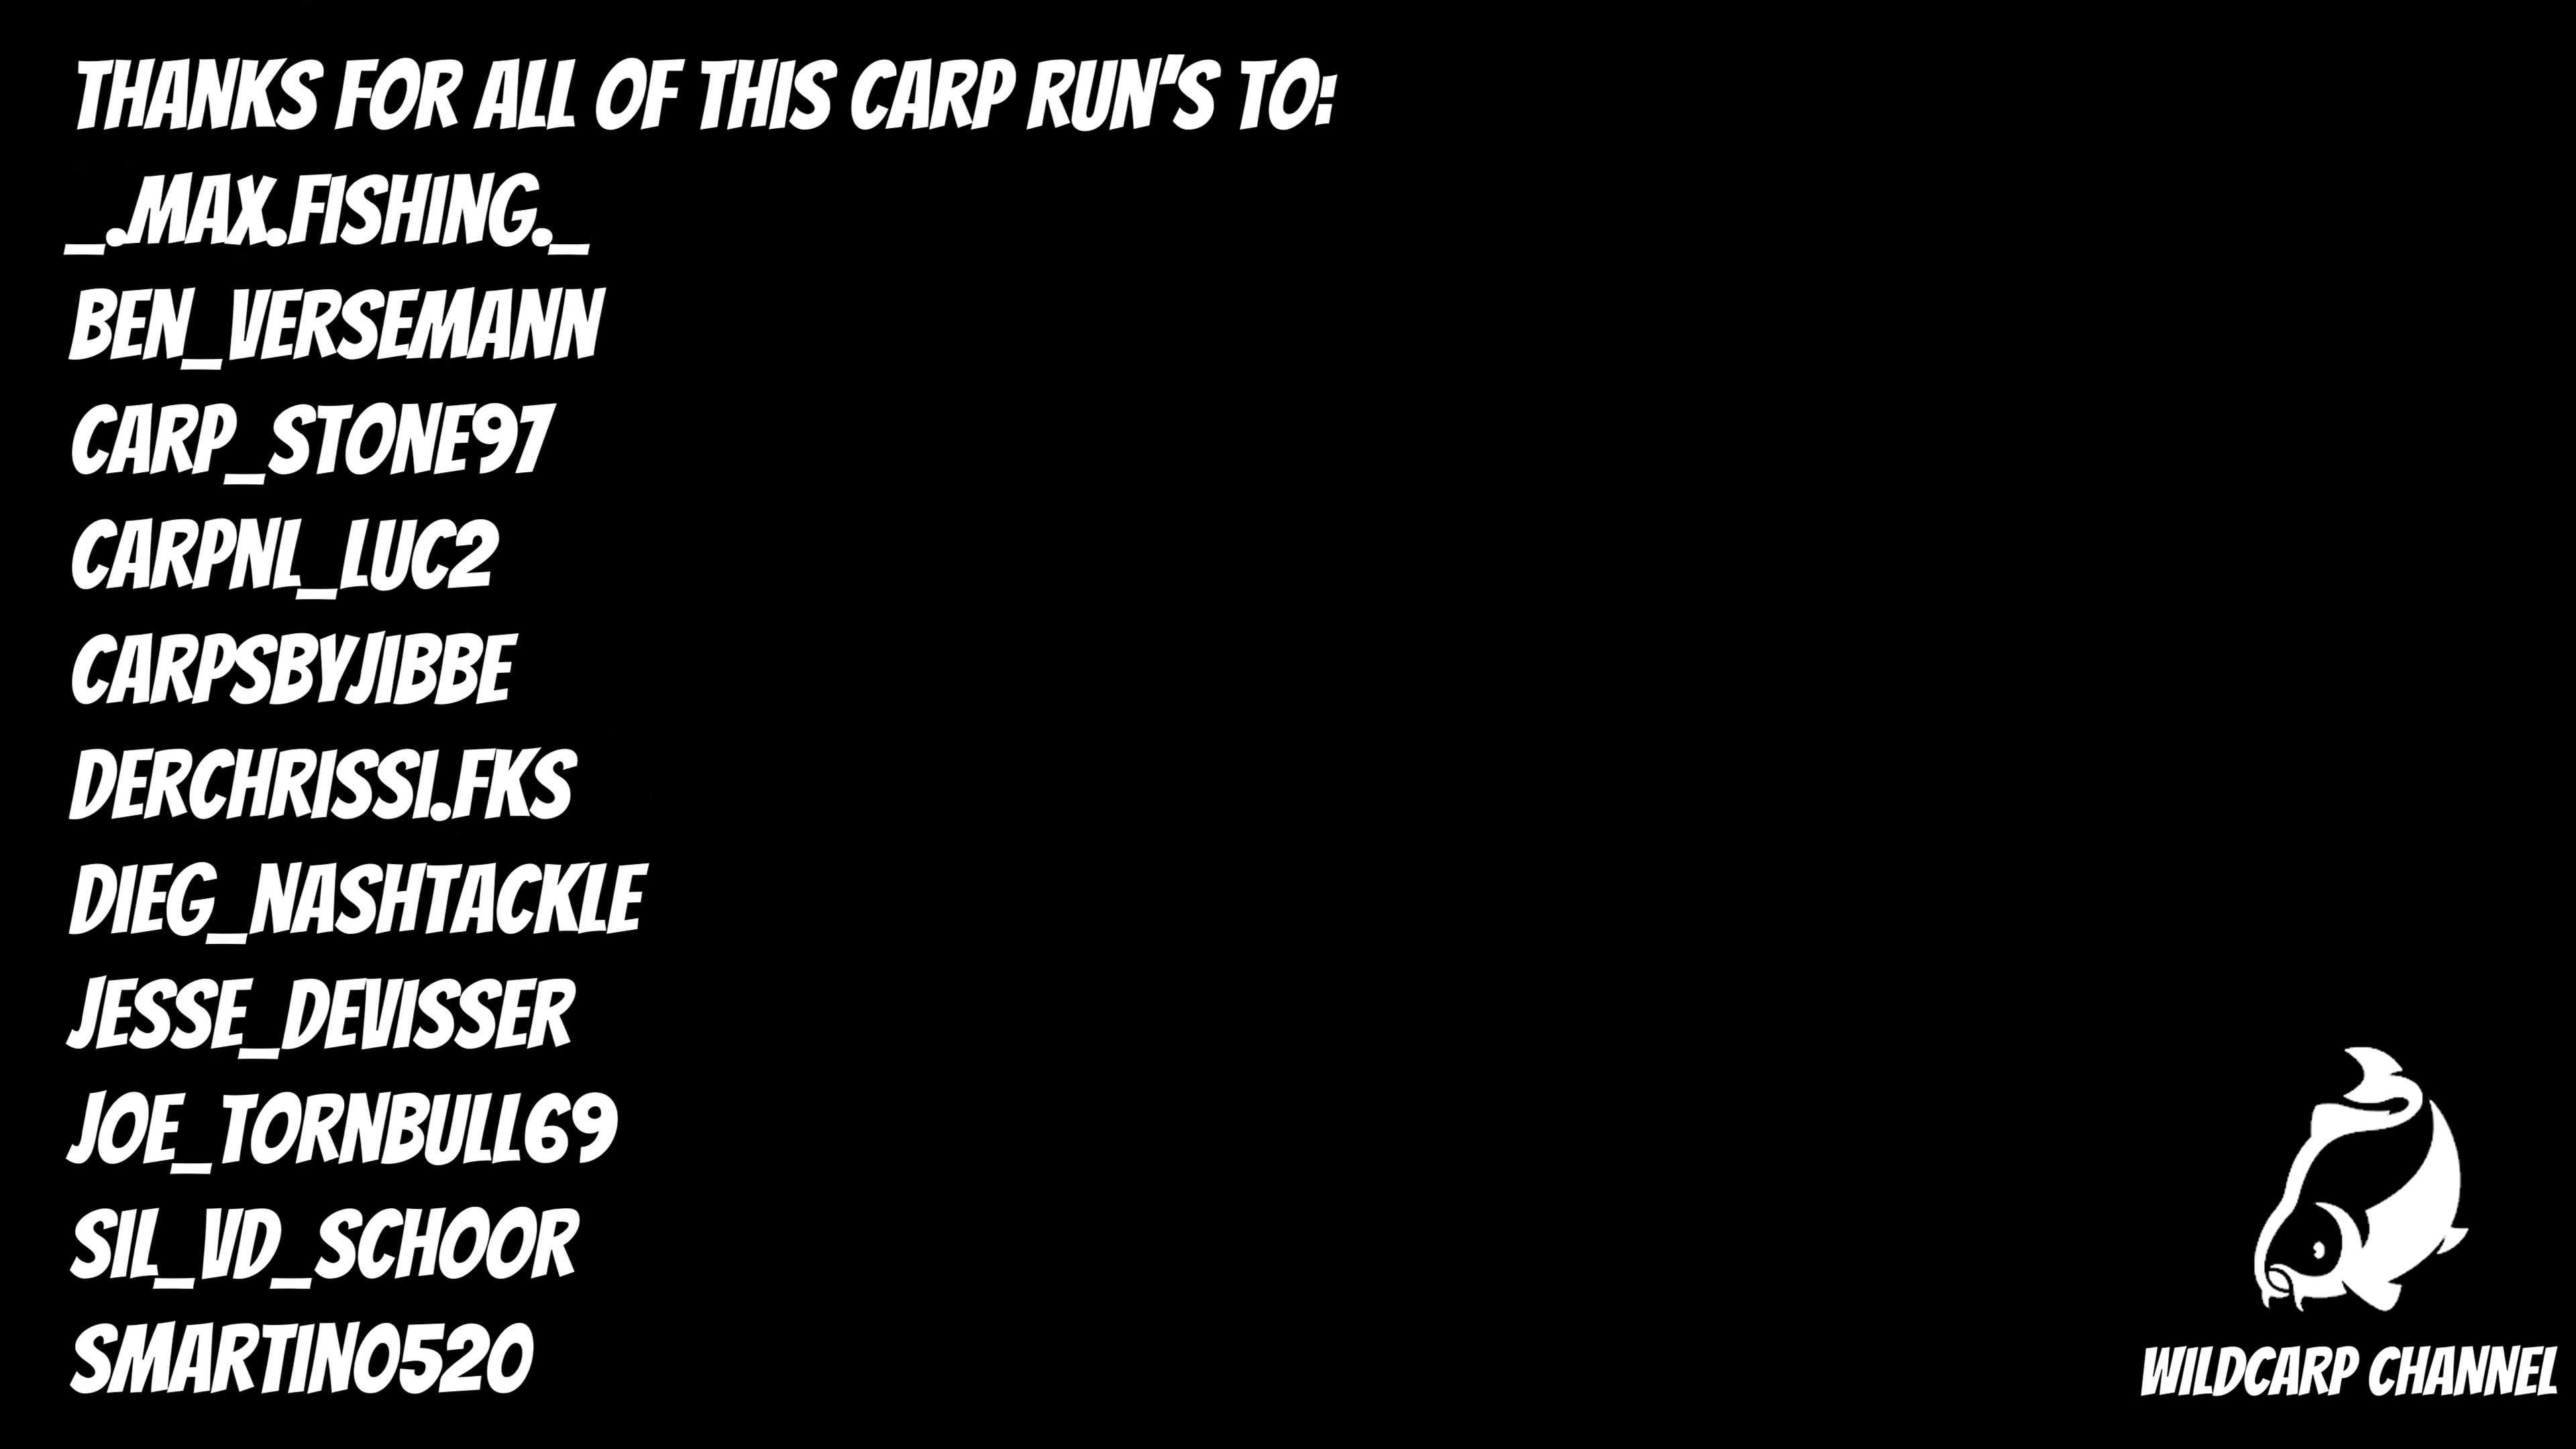 THANKS FOR ALL OF THIS CARP RUN'S TO:
_.MAX.FISHING._
BEN_VERSEMANN
CARP_STONE97
CARPNL_LUC2
CARPSBYJIBBE
DERCHRISSI.FKS
DIEG_NASHTACKLE
JESSE_DEVISSER
JOE_TORNBULL69
SIL_VD_SCHOOR
SMARTINO520
WILDCARP CHANNEL